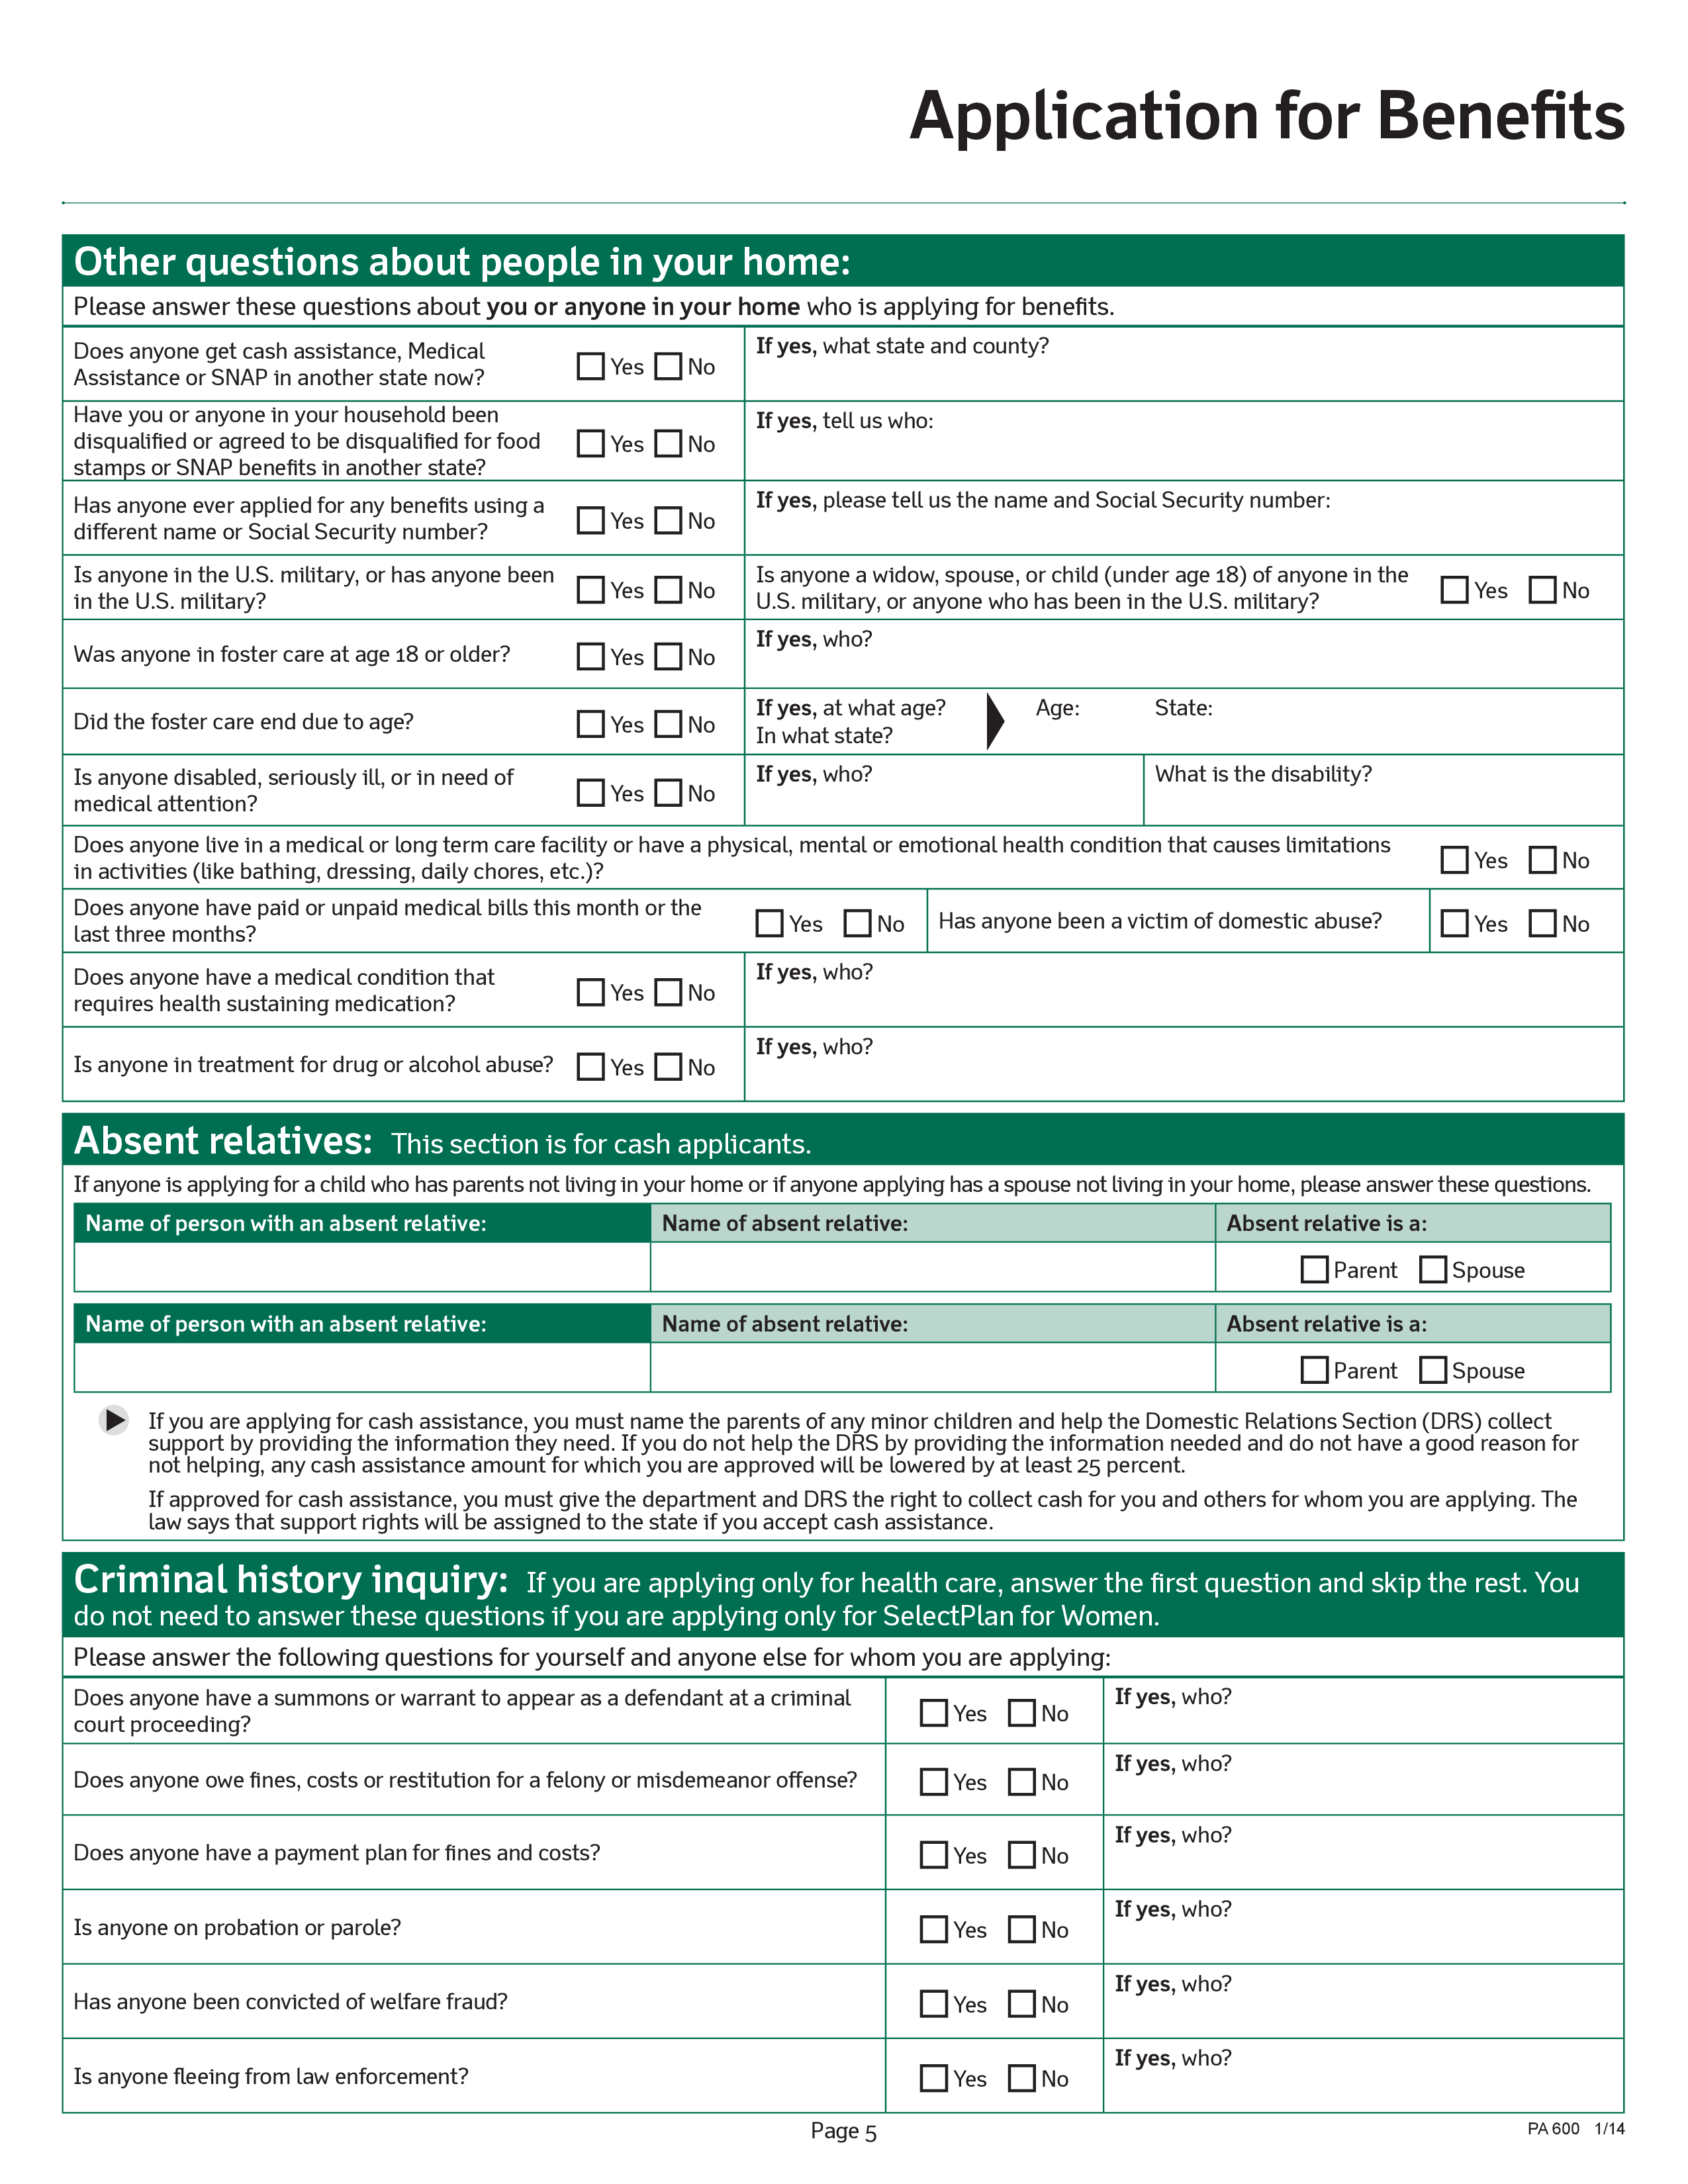 Application for Benefits
Other questions about people in your home:
Please answer these questions about you or anyone in your home who is applying for benefits.
Does anyone get cash assistance, Medical
Assistance or SNAP in another state now?
Yes No
If yes, what state and county?
Have you or anyone in your household been
disqualified or agreed to be disqualified for food
stamps or SNAP benefits in another state?
Yes No
If yes, tell us who:
Has anyone ever applied for any benefits using a
different name or Social Security number?
Yes No
If yes, please tell us the name and Social Security number:
Is anyone in the U.S. military, or has anyone been
in the U.S. military?
Yes No
Is anyone a widow, spouse, or child (under age 18) of anyone in the
U.S. military, or anyone who has been in the U.S. military?
Yes No
Was anyone in foster care at age 18 or older?
Yes No
If yes, who?
Did the foster care end due to age?
Yes No
If yes, at what age?
In what state?
Age: State:
Is anyone disabled, seriously ill, or in need of
medical attention?
Yes No
If yes, who?
What is the disability?
Does anyone live in a medical or long term care facility or have a physical, mental or emotional health condition that causes limitations
in activities (like bathing, dressing, daily chores, etc.)?
Yes No
Does anyone have paid or unpaid medical bills this month or the
last three months?
Yes No
Has anyone been a victim of domestic abuse?
Yes No
Does anyone have a medical condition that
requires health sustaining medication?
Yes No
If yes, who?
Is anyone in treatment for drug or alcohol abuse?
Yes No
If yes, who?
Absent relatives: This section is for cash applicants.
If anyone is applying for a child who has parents not living in your home or if anyone applying has a spouse not living in your home, please answer these questions.
Name of person with an absent relative: Name of absent relative: Absent relative is a:
Parent Spouse
Name of person with an absent relative: Name of absent relative: Absent relative is a:
Parent Spouse
If you are applying for cash assistance, you must name the parents of any minor children and help the Domestic Relations Section (DRS) collect
support by providing the information they need. If you do not help the DRS by providing the information needed and do not have a good reason for
not helping, any cash assistance amount for which you are approved will be lowered by at least 25 percent.
If approved for cash assistance, you must give the department and DRS the right to collect cash for you and others for whom you are applying. The
law says that support rights will be assigned to the state if you accept cash assistance.
Criminal history inquiry: If you are applying only for health care, answer the first question and skip the rest. You
do not need to answer these questions if you are applying only for SelectPlan for Women.
Please answer the following questions for yourself and anyone else for whom you are applying:
Does anyone have a summons or warrant to appear as a defendant at a criminal
court proceeding?
Yes No
If yes, who?
Does anyone owe fines, costs or restitution for a felony or misdemeanor offense?
Yes No
If yes, who?
Does anyone have a payment plan for fines and costs?
Yes No
If yes, who?
Is anyone on probation or parole?
Yes No
If yes, who?
Has anyone been convicted of welfare fraud?
Yes No
If yes, who?
Is anyone fleeing from law enforcement?
Yes No
If yes, who?
Page 5
PA 600 1/14